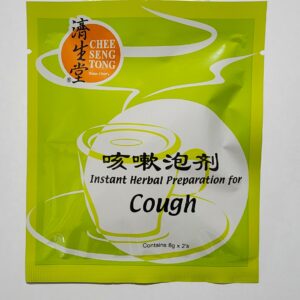 濟生堂
CHEE
SENG
TONG
咳嗽泡剂
Instant Herbal Preparation for
Cough
Contains 8g x 2's